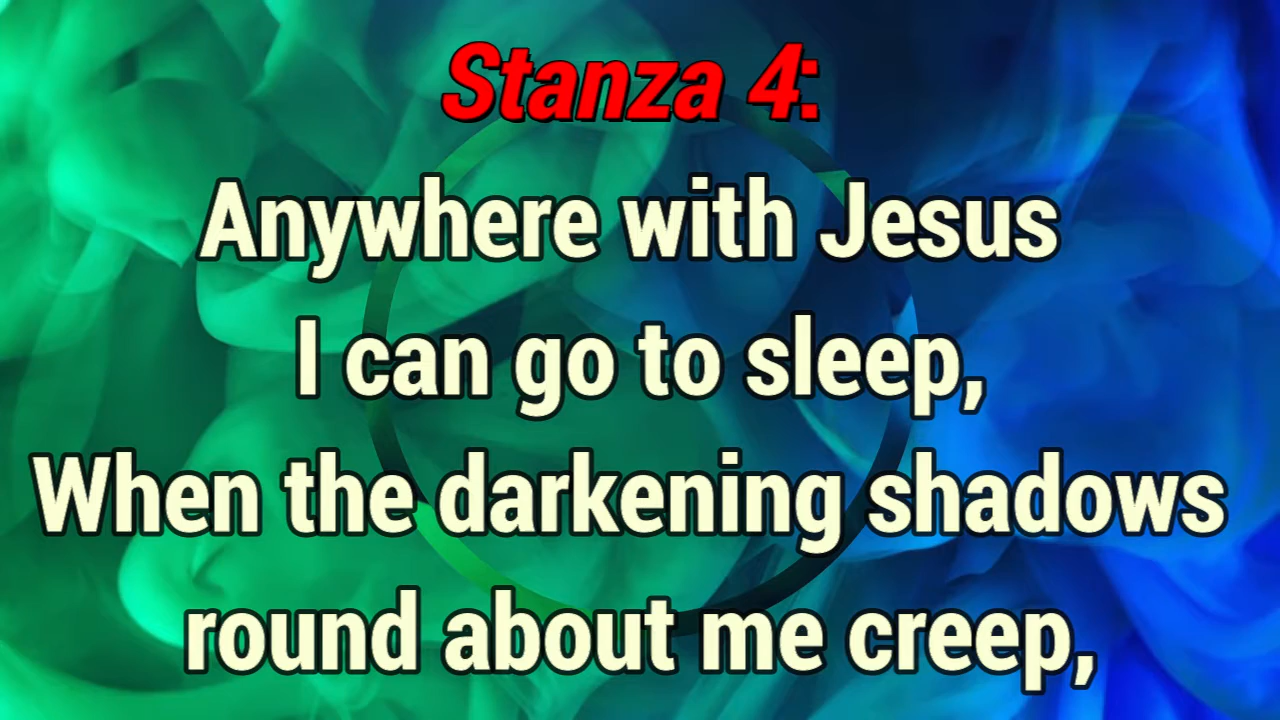 Stanza 4:
Anywhere with Jesus
I can go to sleep,
When the darkening shadows
round about me creep,